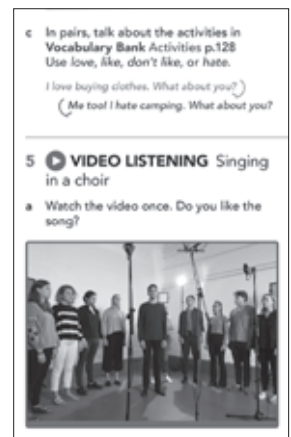 c In pairs, talk about the activities in
Vocabulary Bank Activities p.128
Use love, like, don't like, or hate.
I love buying clothes. What about you?
Me too! I hate camping. What about you?
5 VIDEO LISTENING Singing
in a choir
a Watch the video once. Do you like the
song?